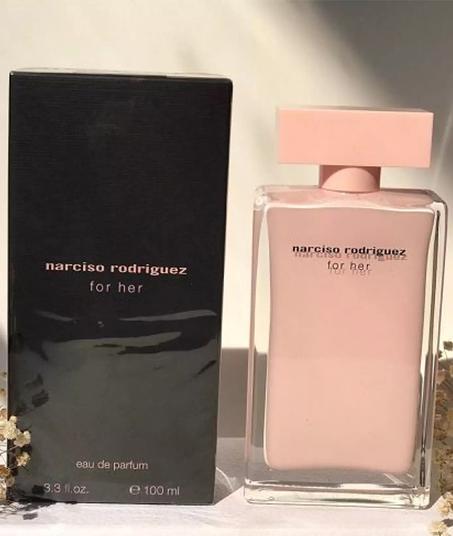 narciso rodriguez
for her
eau de parfum
3.3 fl.oz. ℮ 100 ml
narciso rodriguez
for her